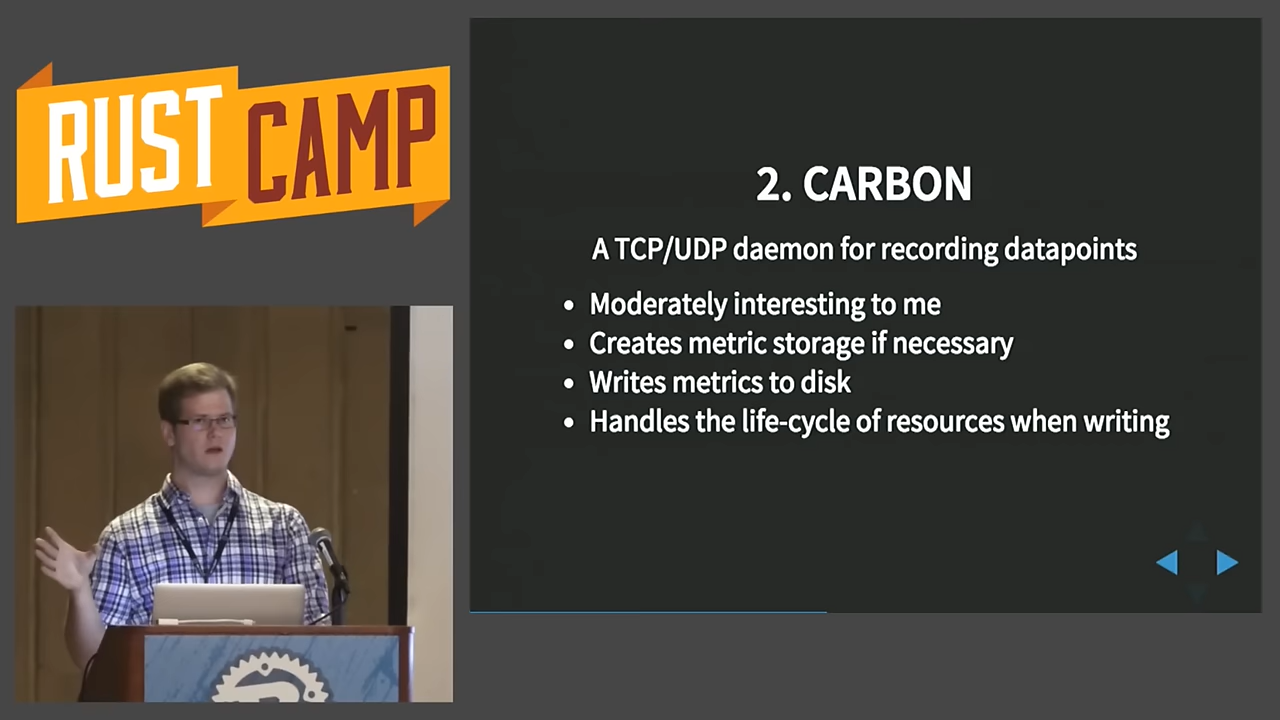 RUST CAMP
2. CARBON
A TCP/UDP daemon for recording datapoints
• Moderately interesting to me
• Creates metric storage if necessary
• Writes metrics to disk
• Handles the life-cycle of resources when writing